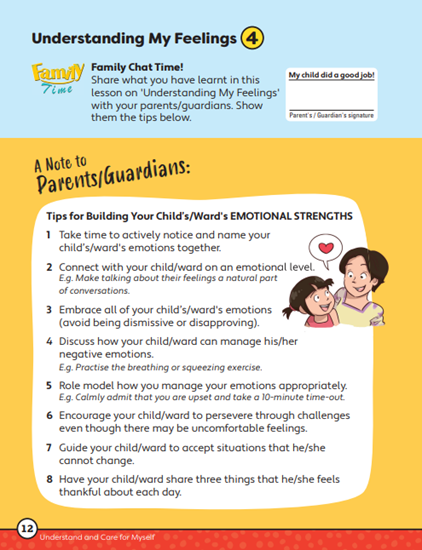 Understanding My Feelings 4
Family
Time
Family Chat Time!
Share what you have learnt in this
lesson on 'Understanding My Feelings'
with your parents/guardians. Show
them the tips below.
My child did a good job!
Parent's / Guardian's signature
A Note to
Parents/Guardians:
Tips for Building Your Child's/Ward's EMOTIONAL STRENGTHS
1 Take time to actively notice and name your
child's/ward's emotions together.
2 Connect with your child/ward on an emotional level.
E.g. Make talking about their feelings a natural part
of conversations.
3 Embrace all of your child's/ward's emotions
(avoid being dismissive or disapproving).
4 Discuss how your child/ward can manage his/her
negative emotions.
E.g. Practise the breathing or squeezing exercise.
5 Role model how you manage your emotions appropriately.
E.g. Calmly admit that you are upset and take a 10-minute time-out.
6 Encourage your child/ward to persevere through challenges
even though there may be uncomfortable feelings.
7 Guide your child/ward to accept situations that he/she
cannot change.
8 Have your child/ward share three things that he/she feels
thankful about each day.
12
Understand and Care for Myself